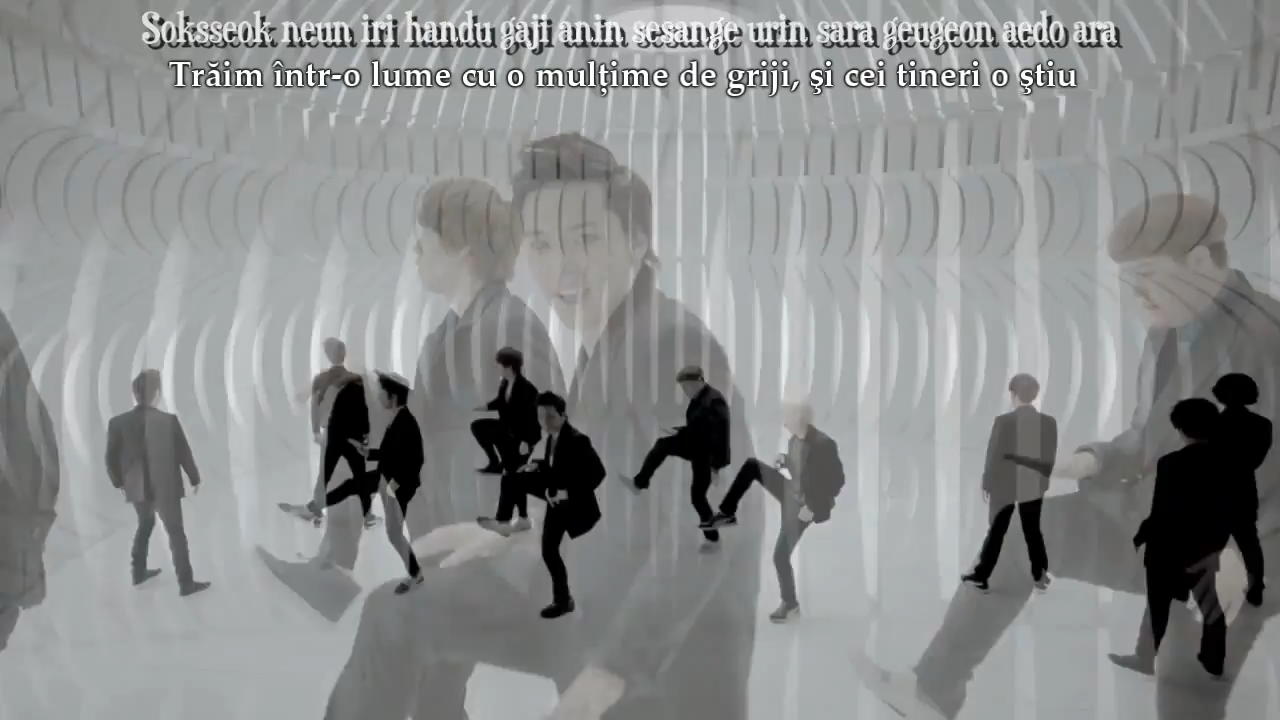 Soksseok neun iri handu gaji anin sesange urin sara geugeon aedo ara
Trăim într-o lume cu o mulțime de griji, şi cei tineri o ştiu